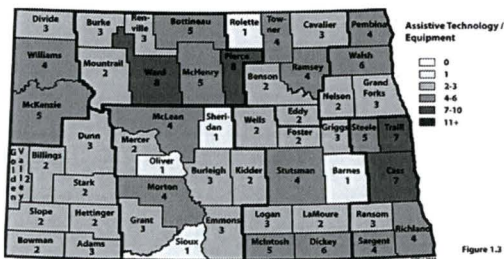 Divide
3
Burke
3
Ren-
ville
3
Bottineau
5
Rolette
1
Tow-
ner
4
Cavalier
3
Pembina
4
Williams
4
Mountrail
2
Ward
8
McHenry
5
Pierce
8
Benson
2
Ramsey
4
Walsh
6
McKenzie
5
Nelson
2
Grand
Forks
3
McLean
4
Sheri-
dan
1
Wells
2
Eddy
2
Foster
2
Griggs
3
Steele
5
Traill
7
Dunn
3
Mercer
2
Oliver
1
Golden
Valley
2
Billings
2
Stark
2
Morton
4
Burleigh
3
Kidder
2
Stutsman
4
Barnes
1
Cass
7
Slope
2
Hettinger
2
Grant
3
Emmons
3
Logan
3
LaMoure
2
Ransom
3
Richland
4
Bowman
2
Adams
3
Sioux
1
McIntosh
5
Dickey
6
Sargent
4
Assistive Technology /
Equipment
0
1
2-3
4-6
7-10
11+
Figure 1.3